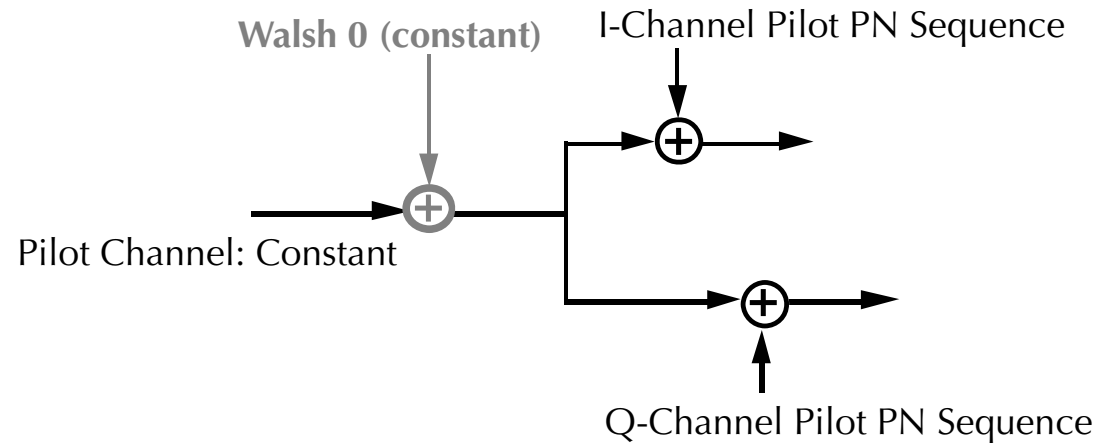 I-Channel Pilot PN Sequence
Walsh 0 (constant)
Pilot Channel: Constant
Q-Channel Pilot PN Sequence